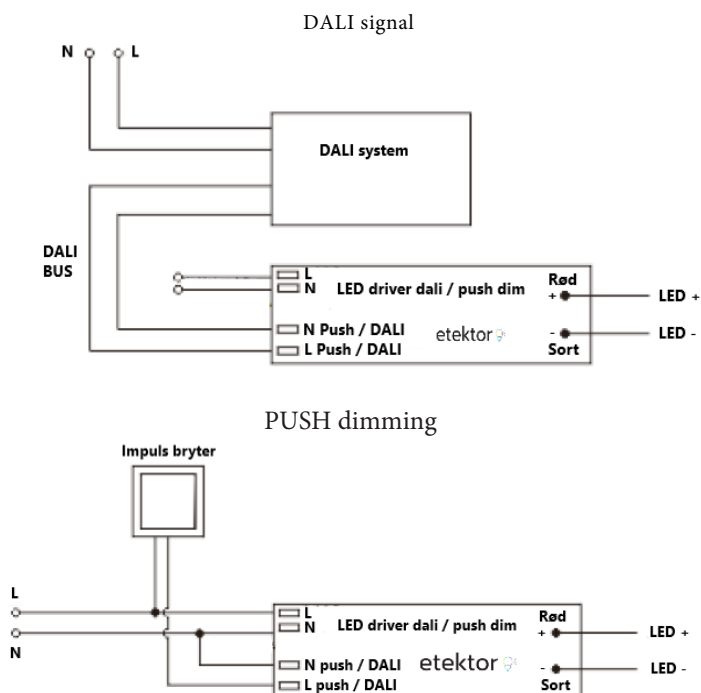 DALI signal
N L
DALI system
DALI
BUS
L
N LED driver dali / push dim
Rød
+ LED +
N Push / DALI
etektor
- LED -
L Push / DALI
Sort
PUSH dimming
Impuls bryter
L
N
L
N LED driver dali / push dim
Rød
+ LED +
N push / DALI
etektor
- LED -
L push / DALI
Sort